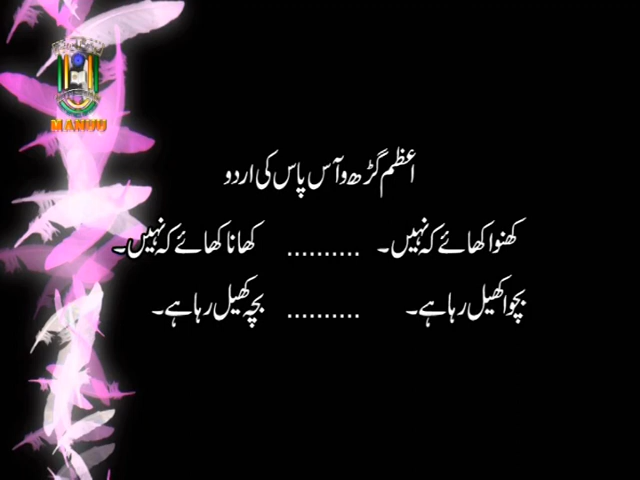 MANUU
اعظم گڑھ و آس پاس کی اردو
کھنوا کھائے کہ نہیں۔ .......... کھانا کھائے کہ نہیں۔
بچوا کھیل رہا ہے۔ .......... بچہ کھیل رہا ہے۔